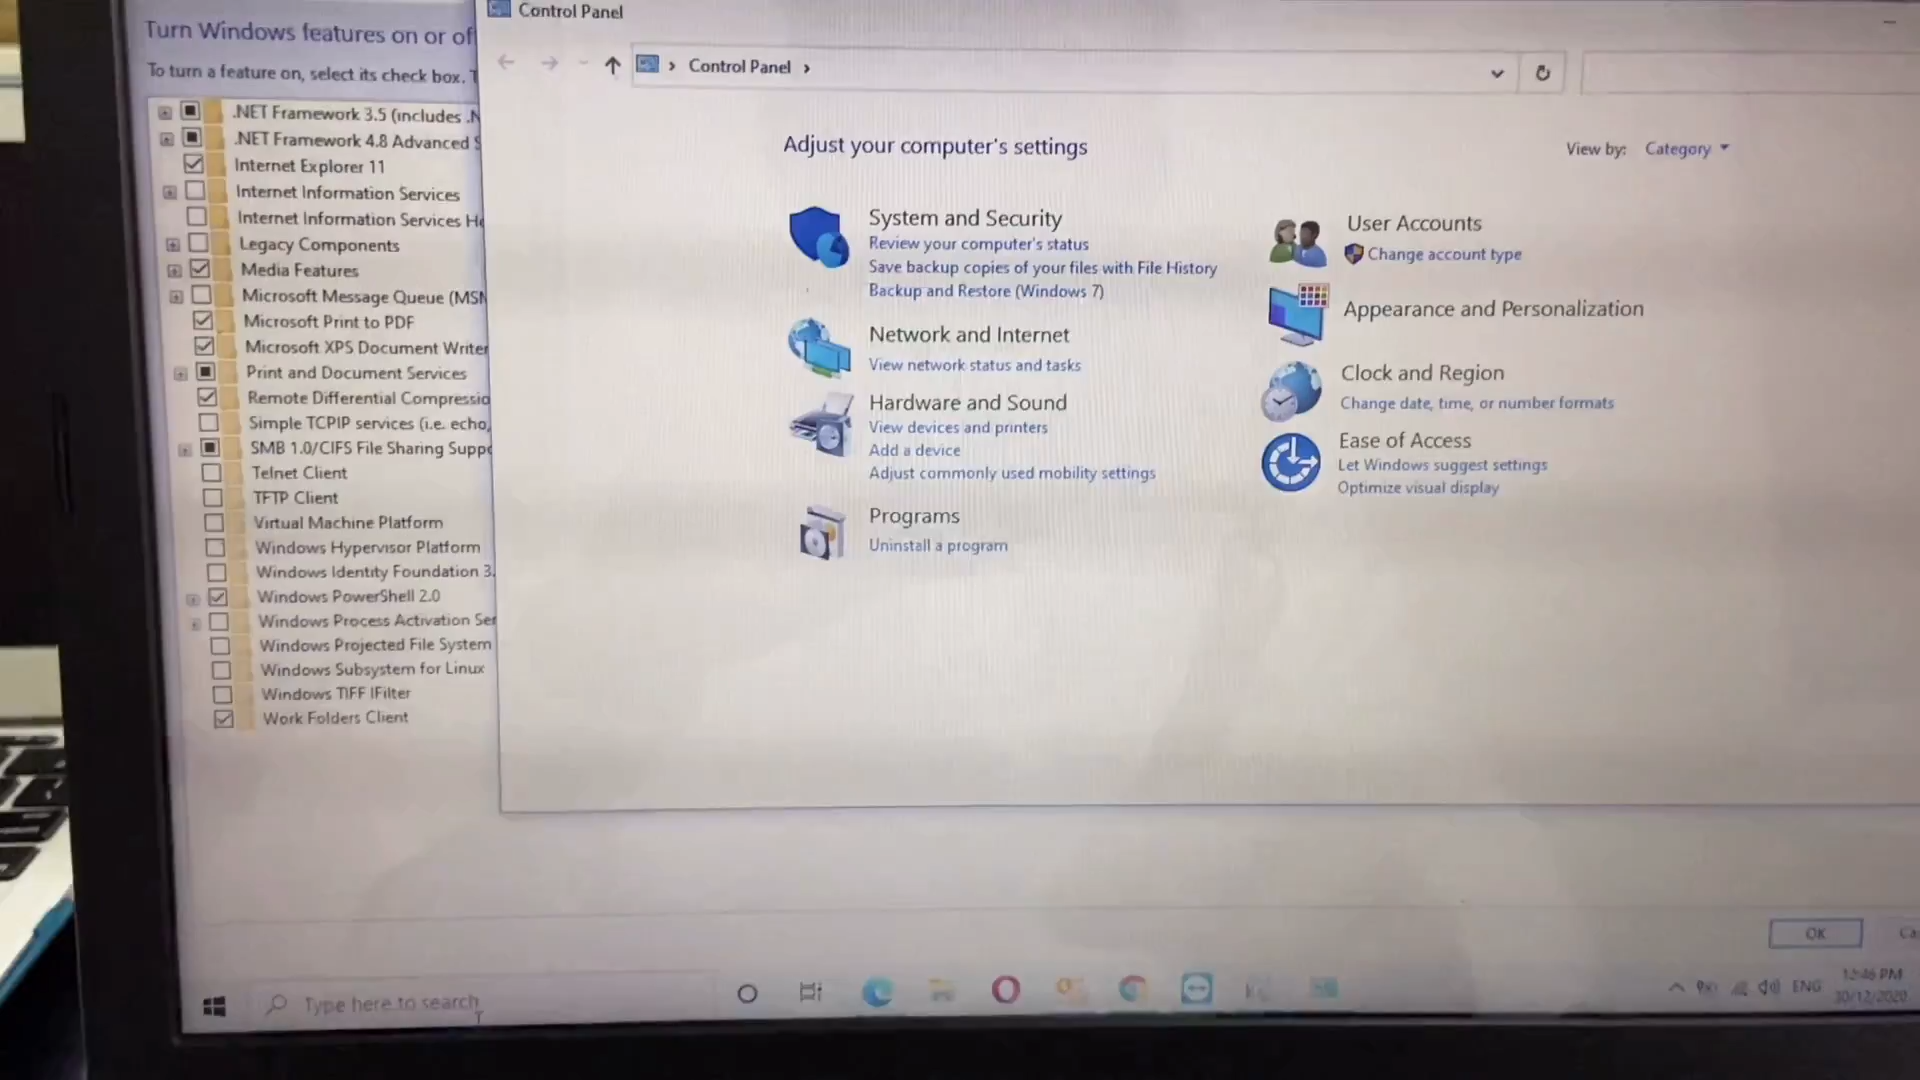 Turn Windows features on or of
To turn a feature on, select its check box. T
.NET Framework 3.5 (includes .N
.NET Framework 4.8 Advanced S
Internet Explorer 11
Internet Information Services
Internet Information Services Ho
Legacy Components
Media Features
Microsoft Message Queue (MSM
Microsoft Print to PDF
Microsoft XPS Document Writer
Print and Document Services
Remote Differential Compressio
Simple TCPIP services (i.e. echo,
SMB 1.0/CIFS File Sharing Suppo
Telnet Client
TFTP Client
Virtual Machine Platform
Windows Hypervisor Platform
Windows Identity Foundation 3.
Windows PowerShell 2.0
Windows Process Activation Ser
Windows Projected File System
Windows Subsystem for Linux
Windows TIFF IFilter
Work Folders Client
Control Panel
Control Panel
Adjust your computer's settings
View by: Category
System and Security
Review your computer's status
Save backup copies of your files with File History
Backup and Restore (Windows 7)
Network and Internet
View network status and tasks
Hardware and Sound
View devices and printers
Add a device
Adjust commonly used mobility settings
Programs
Uninstall a program
User Accounts
Change account type
Appearance and Personalization
Clock and Region
Change date, time, or number formats
Ease of Access
Let Windows suggest settings
Optimize visual display
OK
Ca
Type here to search
ENG
12:46 PM
30/12/2020